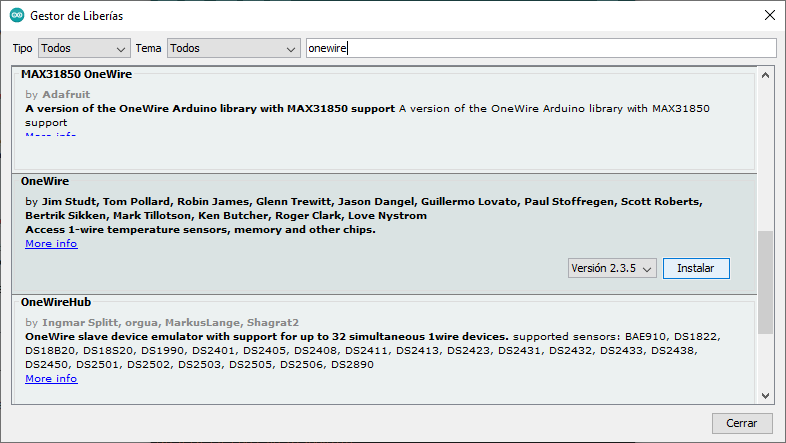 Gestor de Liberías
Tipo Todos Tema Todos onewire
MAX31850 OneWire
by Adafruit
A version of the OneWire Arduino library with MAX31850 support A version of the OneWire Arduino library with MAX31850
support
More info
OneWire
by Jim Studt, Tom Pollard, Robin James, Glenn Trewitt, Jason Dangel, Guillermo Lovato, Paul Stoffregen, Scott Roberts,
Bertrik Sikken, Mark Tillotson, Ken Butcher, Roger Clark, Love Nystrom
Access 1-wire temperature sensors, memory and other chips.
More info
Versión 2.3.5 Instalar
OneWireHub
by Ingmar Splitt, orgua, MarkusLange, Shagrat2
OneWire slave device emulator with support for up to 32 simultaneous 1wire devices. supported sensors: BAE910, DS1822,
DS18B20, DS18S20, DS1990, DS2401, DS2405, DS2408, DS2411, DS2413, DS2423, DS2431, DS2432, DS2433, DS2438,
DS2450, DS2501, DS2502, DS2503, DS2505, DS2506, DS2890
More info
Cerrar